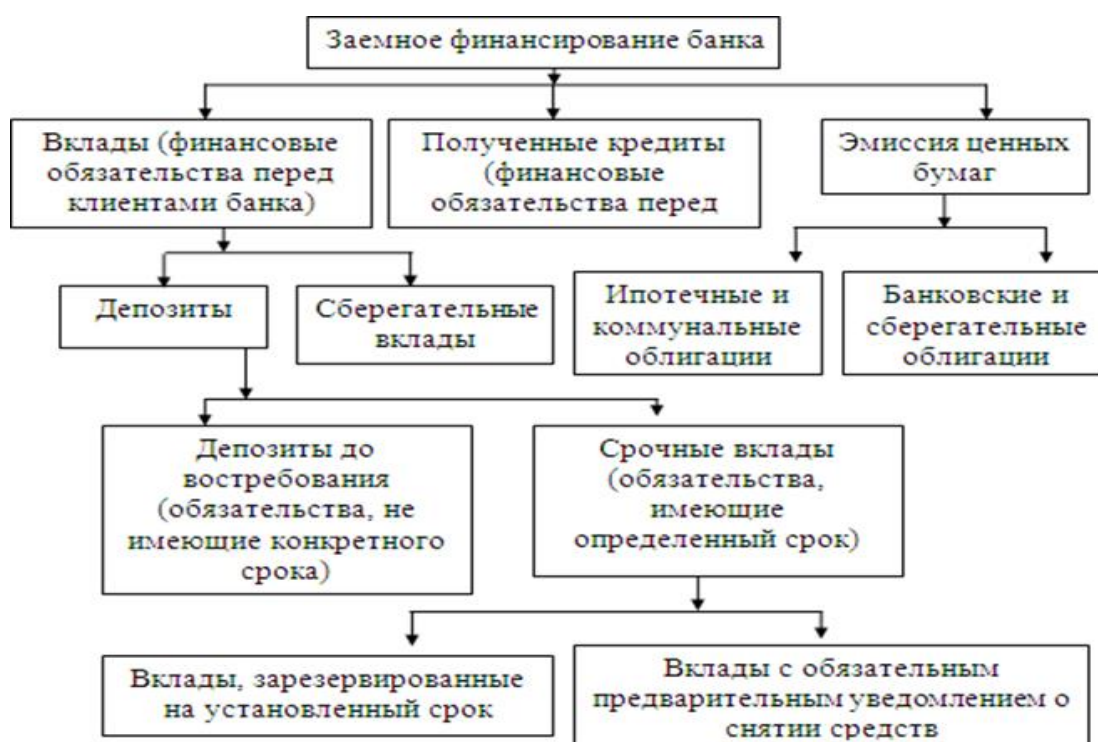 Заемное финансирование банка
Вклады (финансовые
обязательства перед
клиентами банка)
Полученные кредиты
(финансовые
обязательства перед
Эмиссия ценных
бумаг
Депозиты
Сберегательные
вклады
Ипотечные и
коммунальные
облигации
Банковские и
сберегательные
облигации
Депозиты до
востребования
(обязательства, не
имеющие конкретного
срока)
Срочные вклады
(обязательства,
имеющие
определенный срок)
Вклады, зарезервированные
на установленный срок
Вклады с обязательным
предварительным уведомлением о
снятии средств